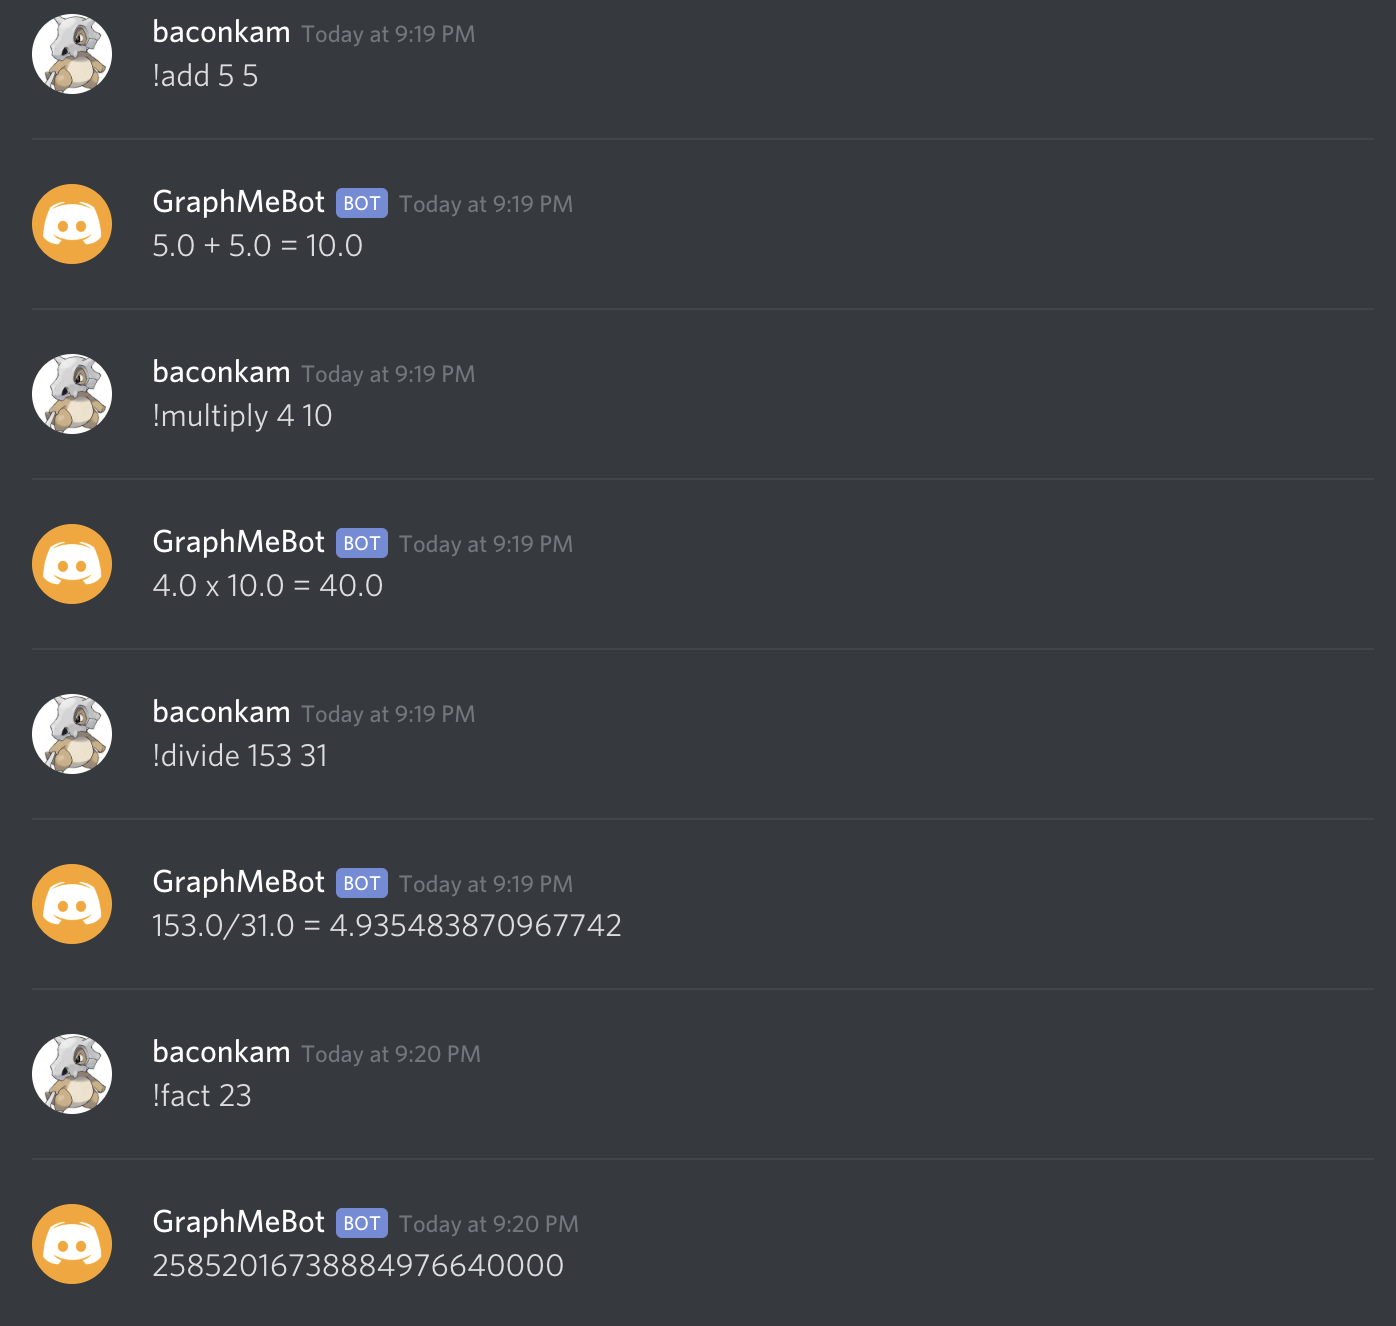 baconkam Today at 9:19 PM
!add 5 5
GraphMeBot BOT Today at 9:19 PM
5.0 + 5.0 = 10.0
baconkam Today at 9:19 PM
!multiply 4 10
GraphMeBot BOT Today at 9:19 PM
4.0 x 10.0 = 40.0
baconkam Today at 9:19 PM
!divide 153 31
GraphMeBot BOT Today at 9:19 PM
153.0/31.0 = 4.935483870967742
baconkam Today at 9:20 PM
!fact 23
GraphMeBot BOT Today at 9:20 PM
25852016738884976640000